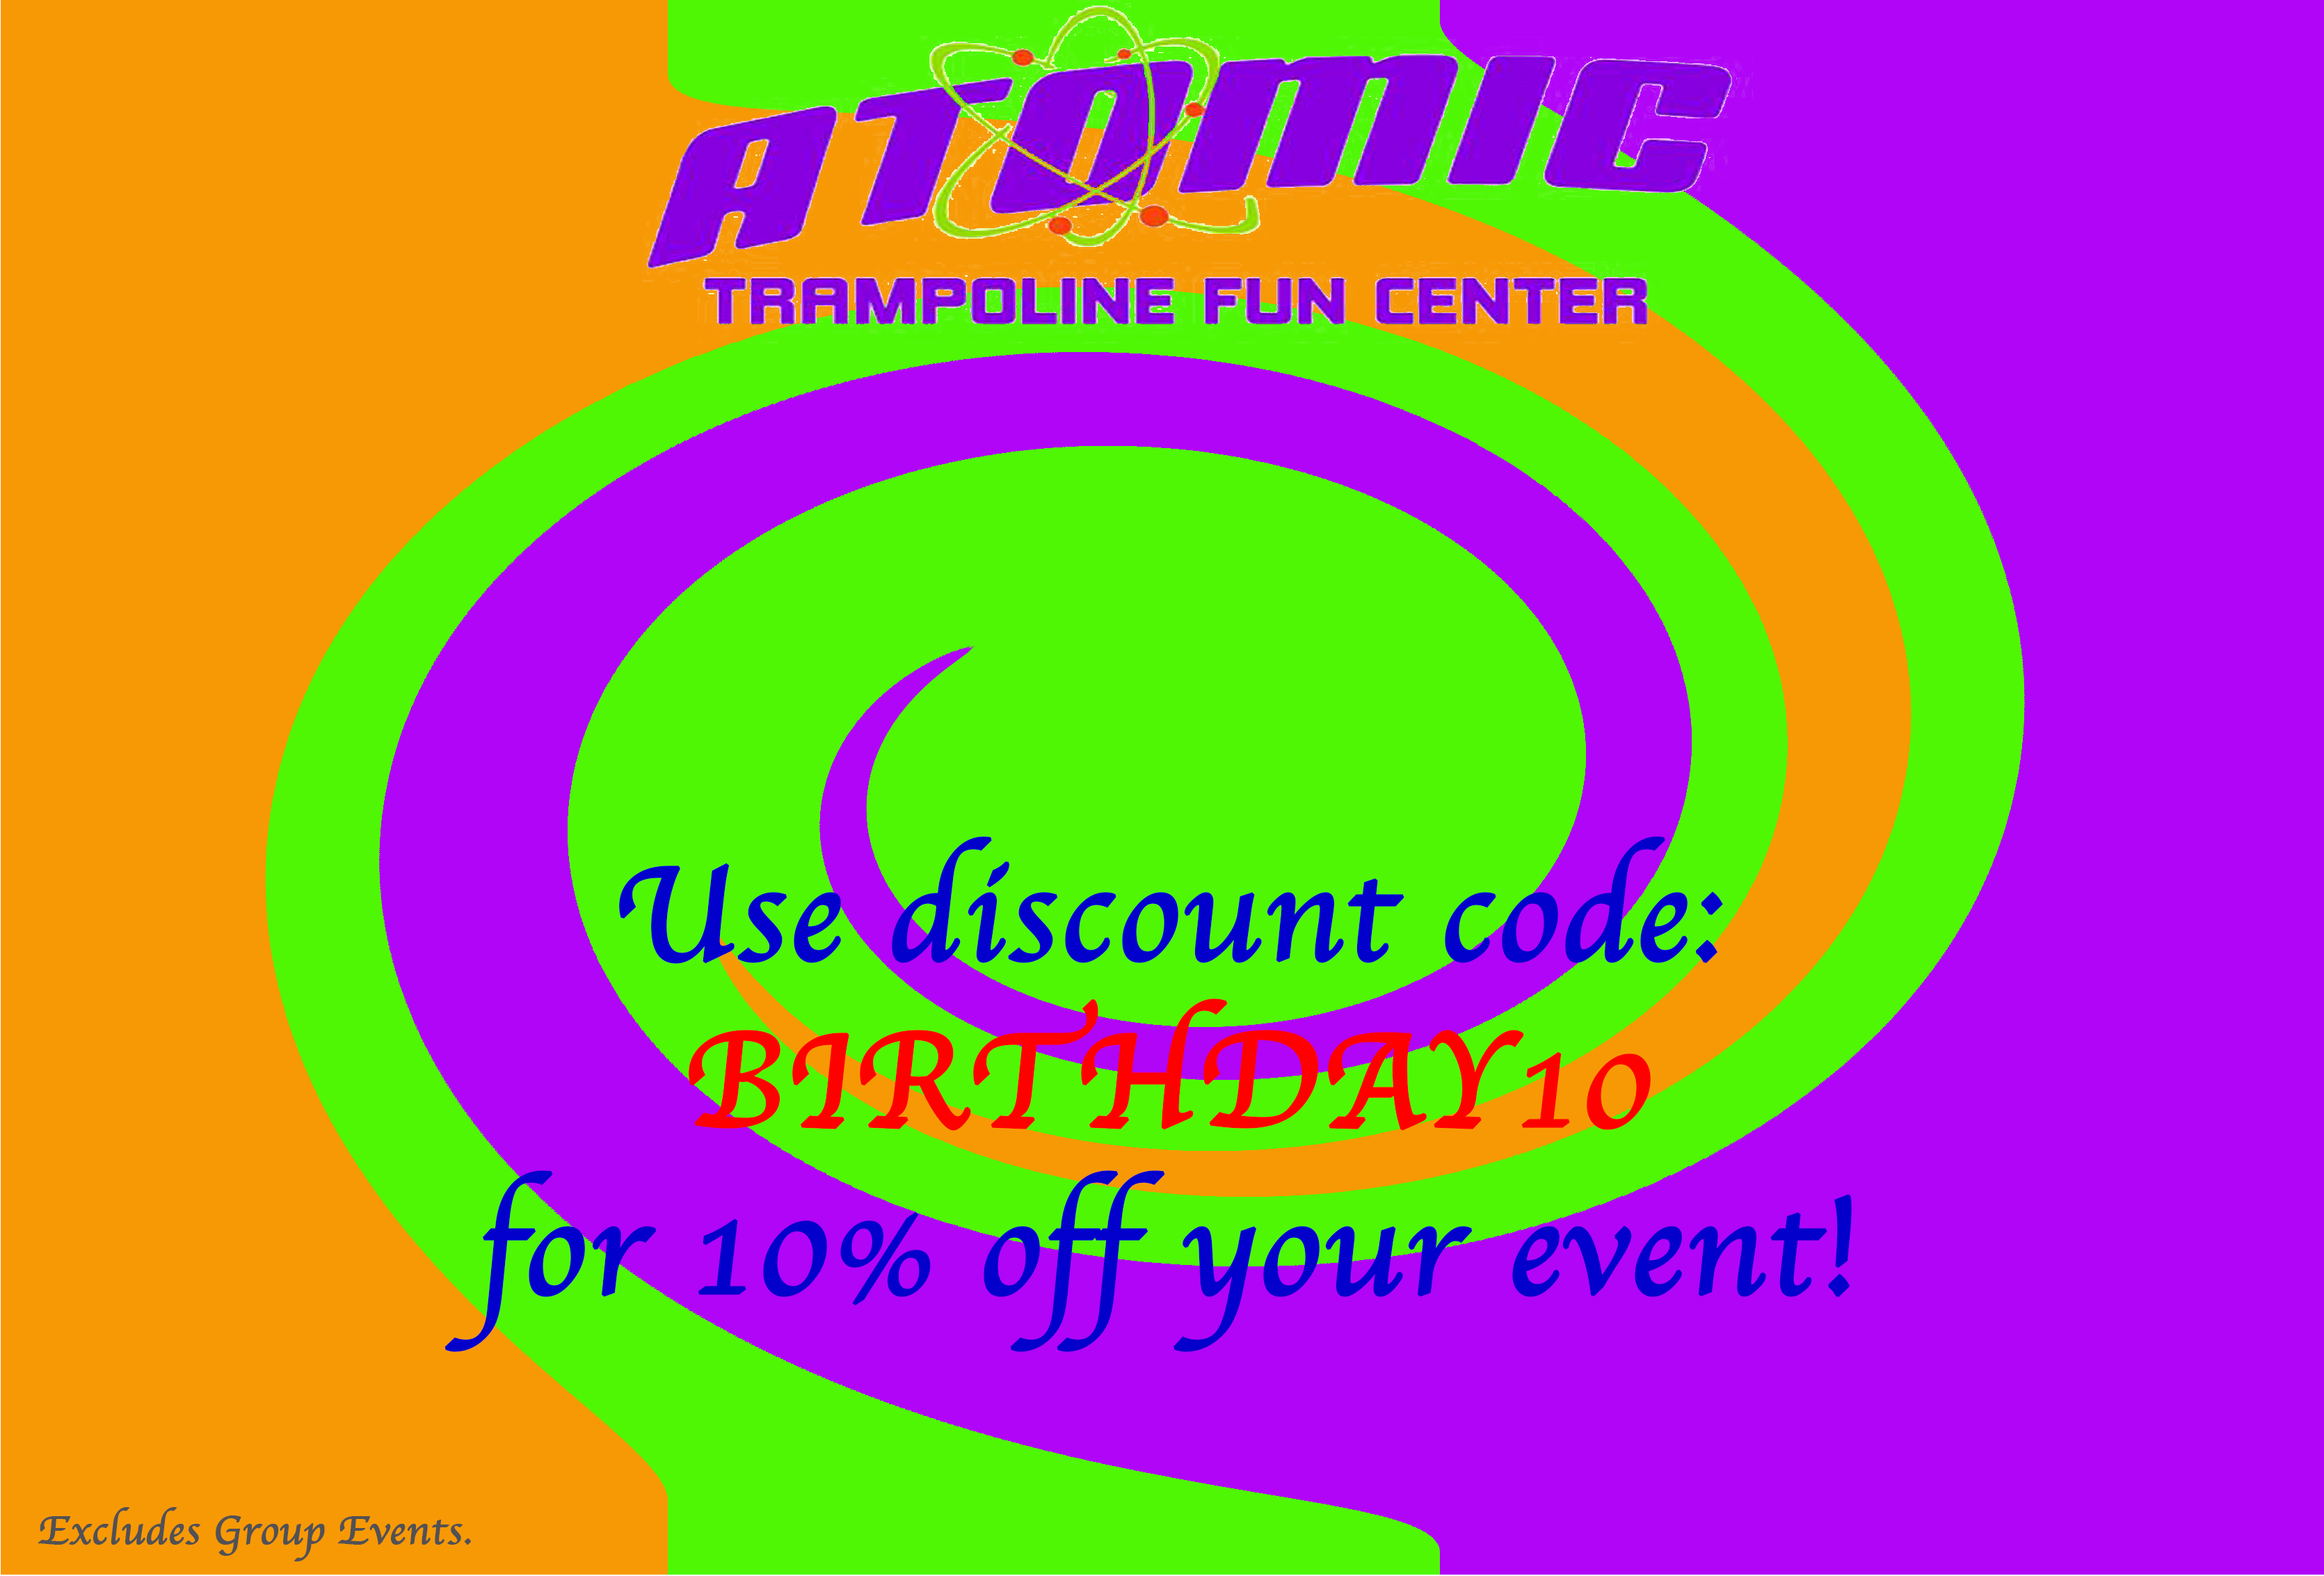 ATOMIC
TRAMPOLINE FUN CENTER
Use discount code:
BIRTHDAY10
for 10% off your event!
Excludes Group Events.